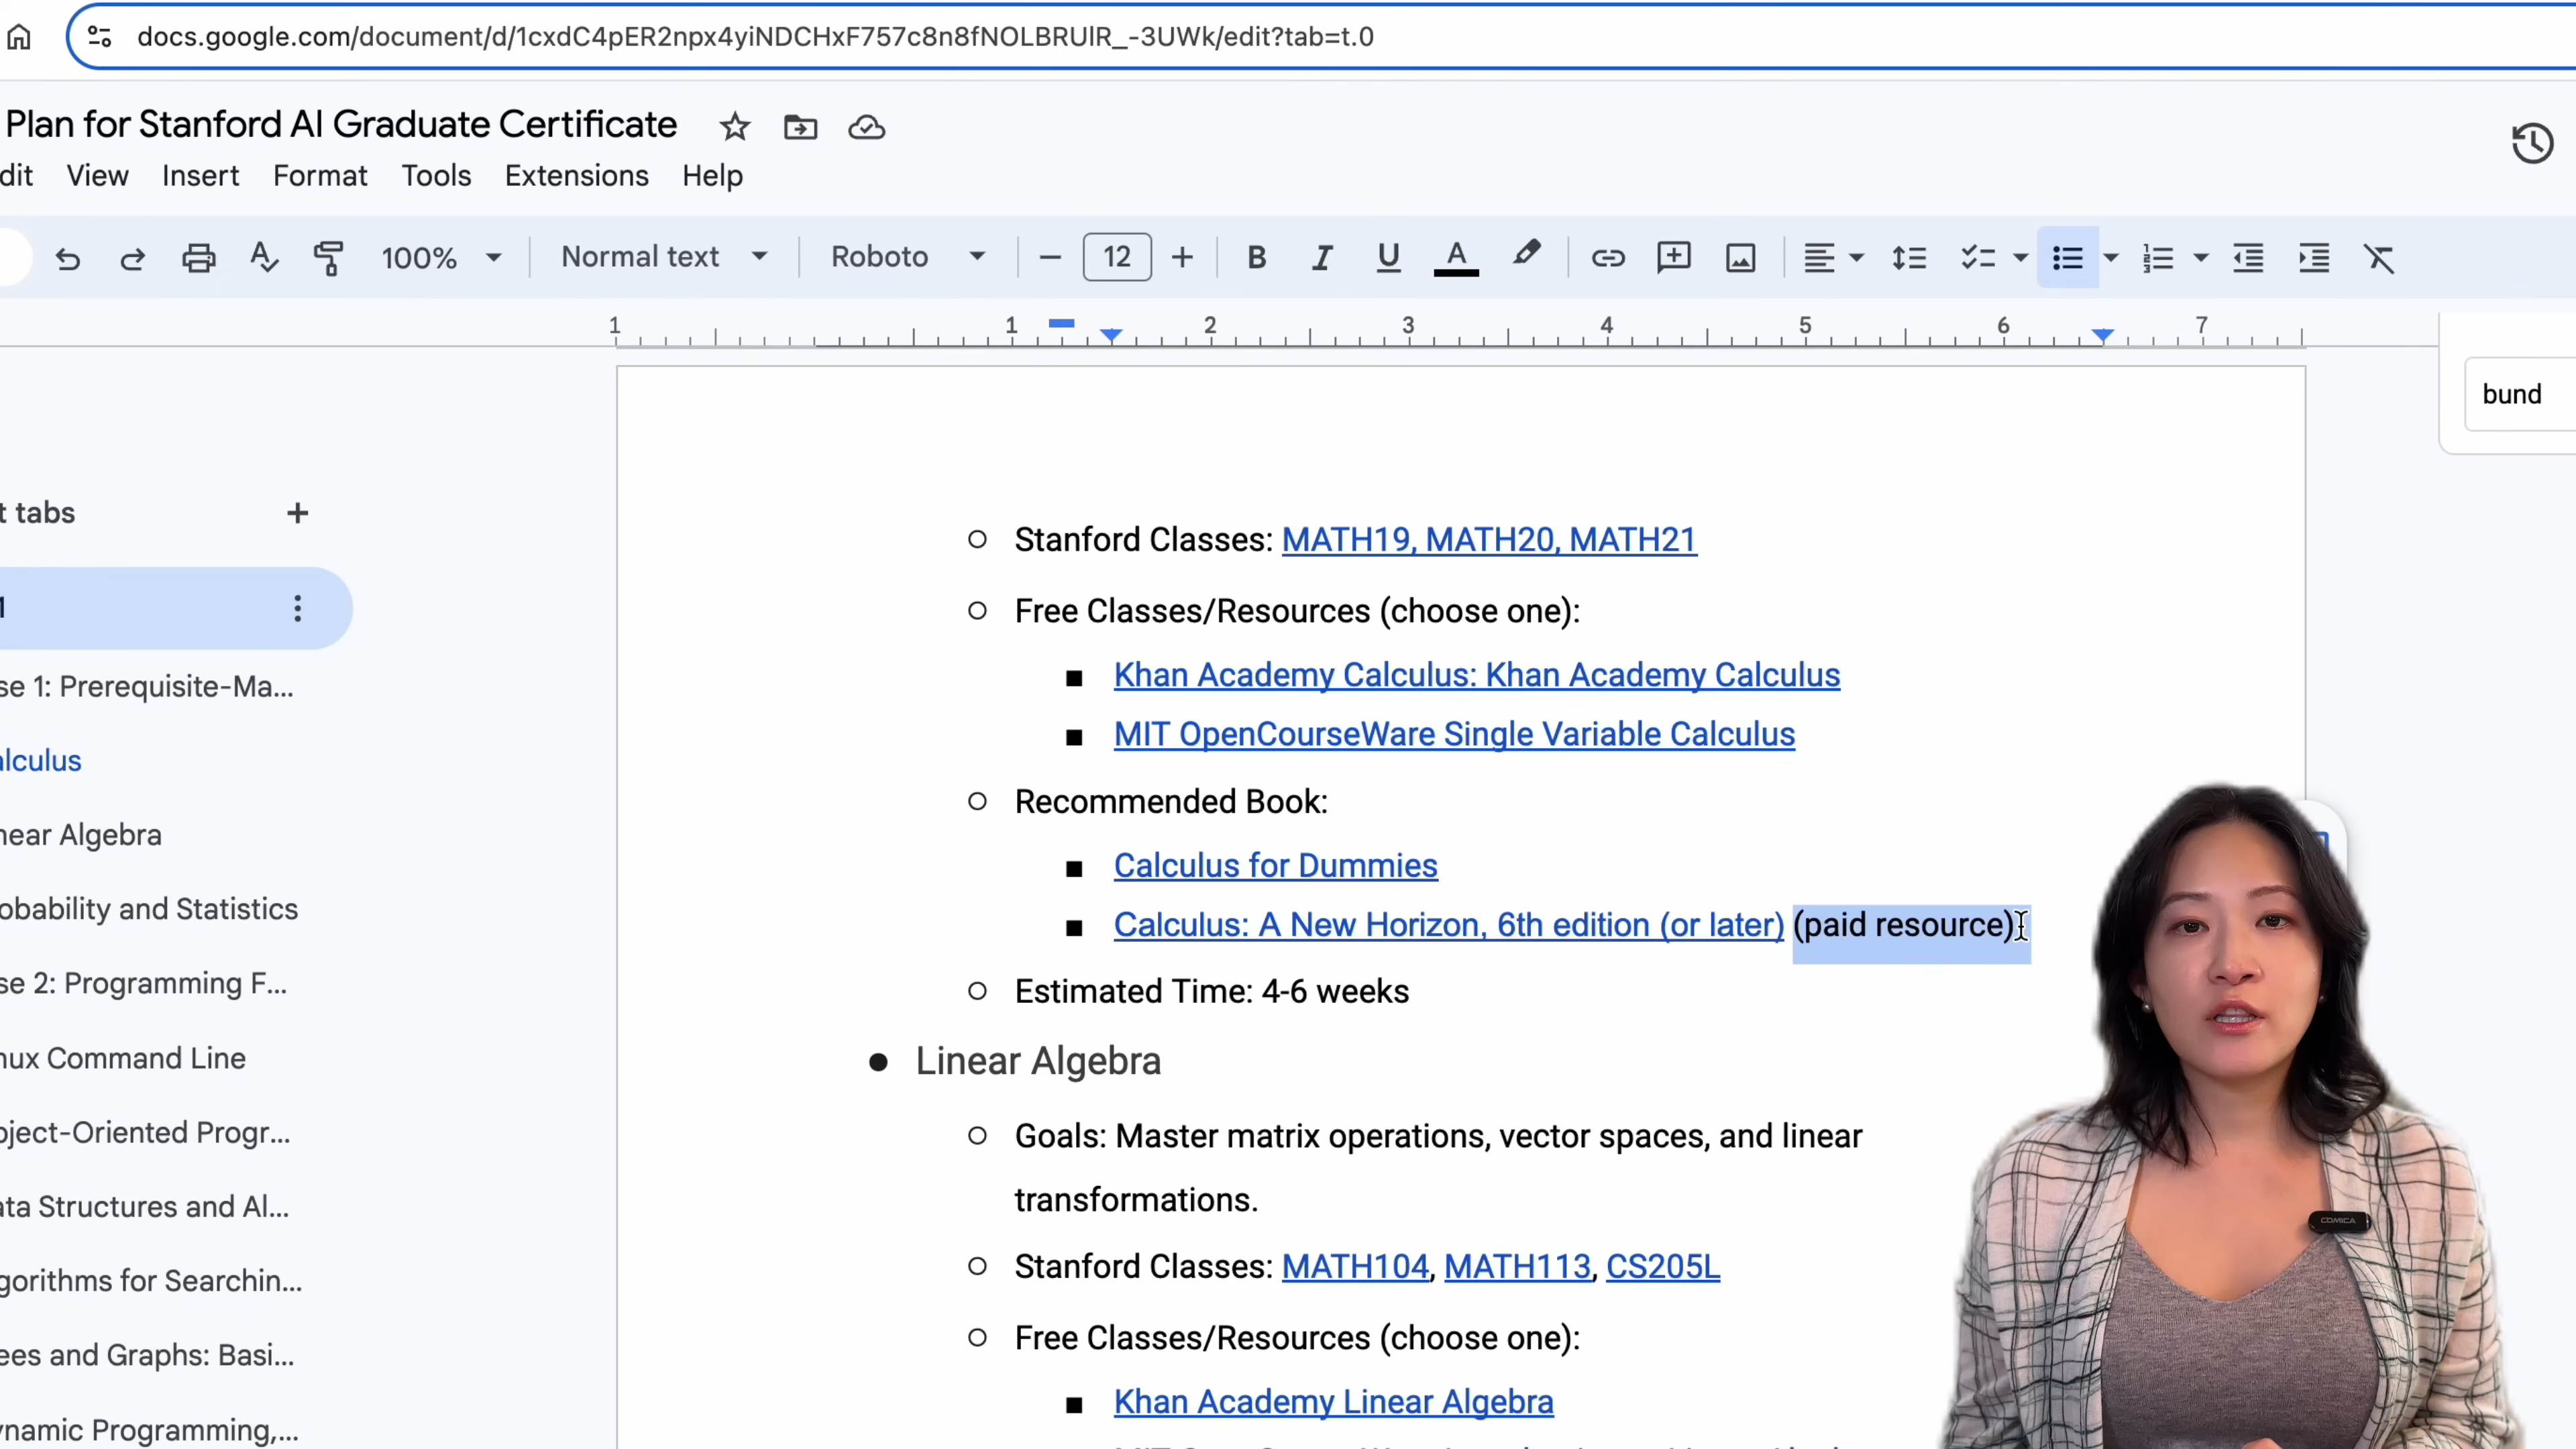 docs.google.com/document/d/1cxdC4pER2npx4yiNDCHxF757c8n8fNOLBRUlR_-3UWk/edit?tab=t.0
Plan for Stanford AI Graduate Certificate
dit View Insert Format Tools Extensions Help
100% Normal text Roboto 12 B I U A
1 1 2 3 4 5 6 7
bund
t tabs
1
se 1: Prerequisite-Ma...
alculus
near Algebra
obability and Statistics
se 2: Programming F...
nux Command Line
oject-Oriented Progr...
ata Structures and Al...
gorithms for Searchin...
ees and Graphs: Basi...
ynamic Programming,...
Stanford Classes: MATH19, MATH20, MATH21
Free Classes/Resources (choose one):
Khan Academy Calculus: Khan Academy Calculus
MIT OpenCourseWare Single Variable Calculus
Recommended Book:
Calculus for Dummies
Calculus: A New Horizon, 6th edition (or later) (paid resource)
Estimated Time: 4-6 weeks
Linear Algebra
Goals: Master matrix operations, vector spaces, and linear
transformations.
Stanford Classes: MATH104, MATH113, CS205L
Free Classes/Resources (choose one):
Khan Academy Linear Algebra
COMICA